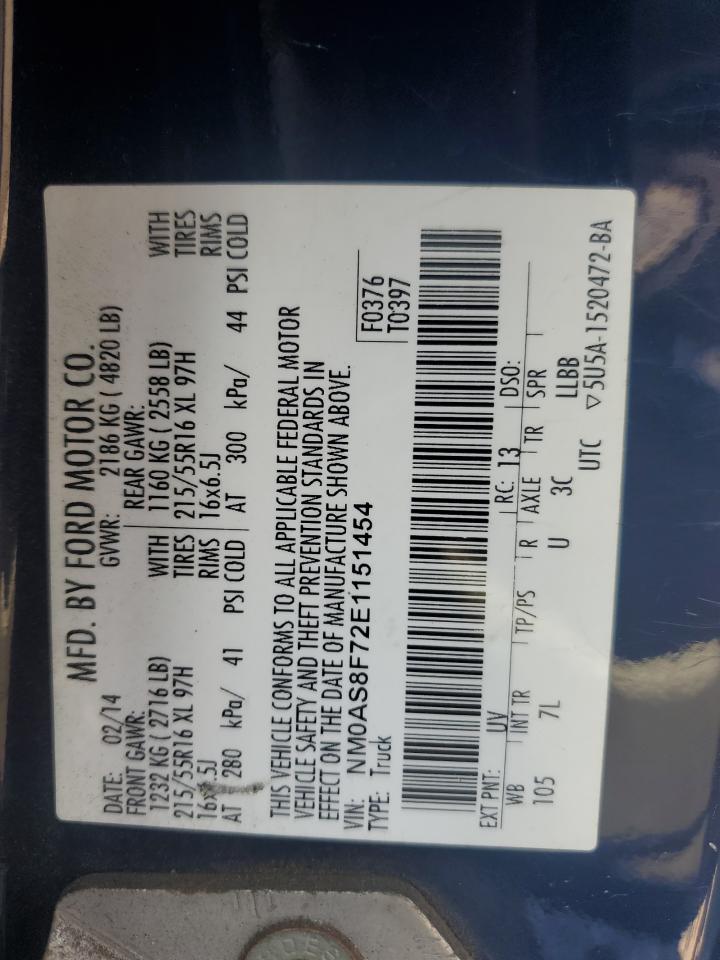 MFD. BY FORD MOTOR CO.
DATE: 02/14 GVWR: 2186 KG ( 4820 LB)
FRONT GAWR: REAR GAWR:
1232 KG ( 2716 LB) WITH 1160 KG ( 2558 LB) WITH
215/55R16 XL 97H TIRES 215/55R16 XL 97H TIRES
16x6.5J RIMS 16x6.5J RIMS
AT 280 kPa/ 41 PSI COLD AT 300 kPa/ 44 PSI COLD
THIS VEHICLE CONFORMS TO ALL APPLICABLE FEDERAL MOTOR
VEHICLE SAFETY AND THEFT PREVENTION STANDARDS IN
EFFECT ON THE DATE OF MANUFACTURE SHOWN ABOVE.
VIN: NM0AS8F72E1151454 F0376
TYPE: Truck T0397
EXT PNT: UV RC: 13 DSO:
WB INT TR TP/PS R AXLE TR SPR
105 7L U 3C LLBB
UTC ▽5U5A-1520472-BA